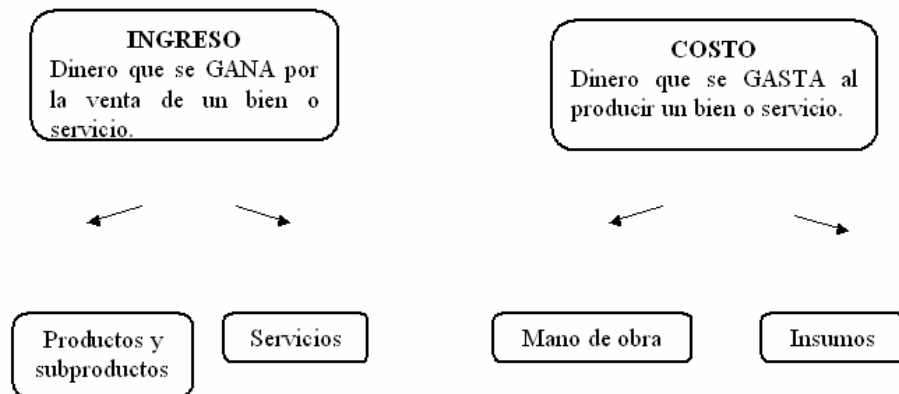 INGRESO
Dinero que se GANA por
la venta de un bien o
servicio.
COSTO
Dinero que se GASTA al
producir un bien o servicio.
Productos y
subproductos
Servicios
Mano de obra
Insumos